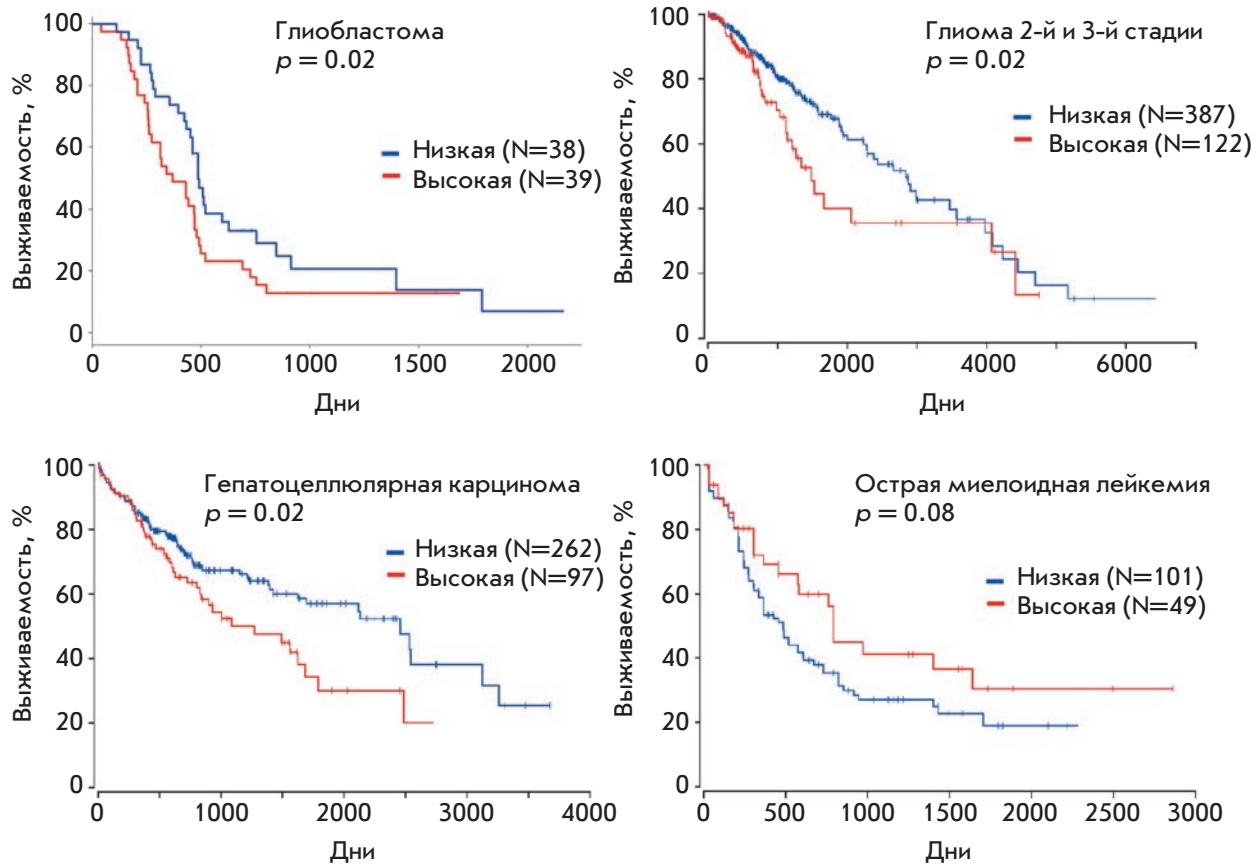 Глиобластома
p = 0.02
Низкая (N=38)
Высокая (N=39)
Выживаемость, %
100
80
60
40
20
0
0 500 1000 1500 2000
Дни
Глиома 2-й и 3-й стадии
p = 0.02
Низкая (N=387)
Высокая (N=122)
Выживаемость, %
100
80
60
40
20
0
0 2000 4000 6000
Дни
Гепатоцеллюлярная карцинома
p = 0.02
Низкая (N=262)
Высокая (N=97)
Выживаемость, %
100
80
60
40
20
0
0 1000 2000 3000 4000
Дни
Острая миелоидная лейкемия
p = 0.08
Низкая (N=101)
Высокая (N=49)
Выживаемость, %
100
80
60
40
20
0
0 500 1000 1500 2000 2500 3000
Дни